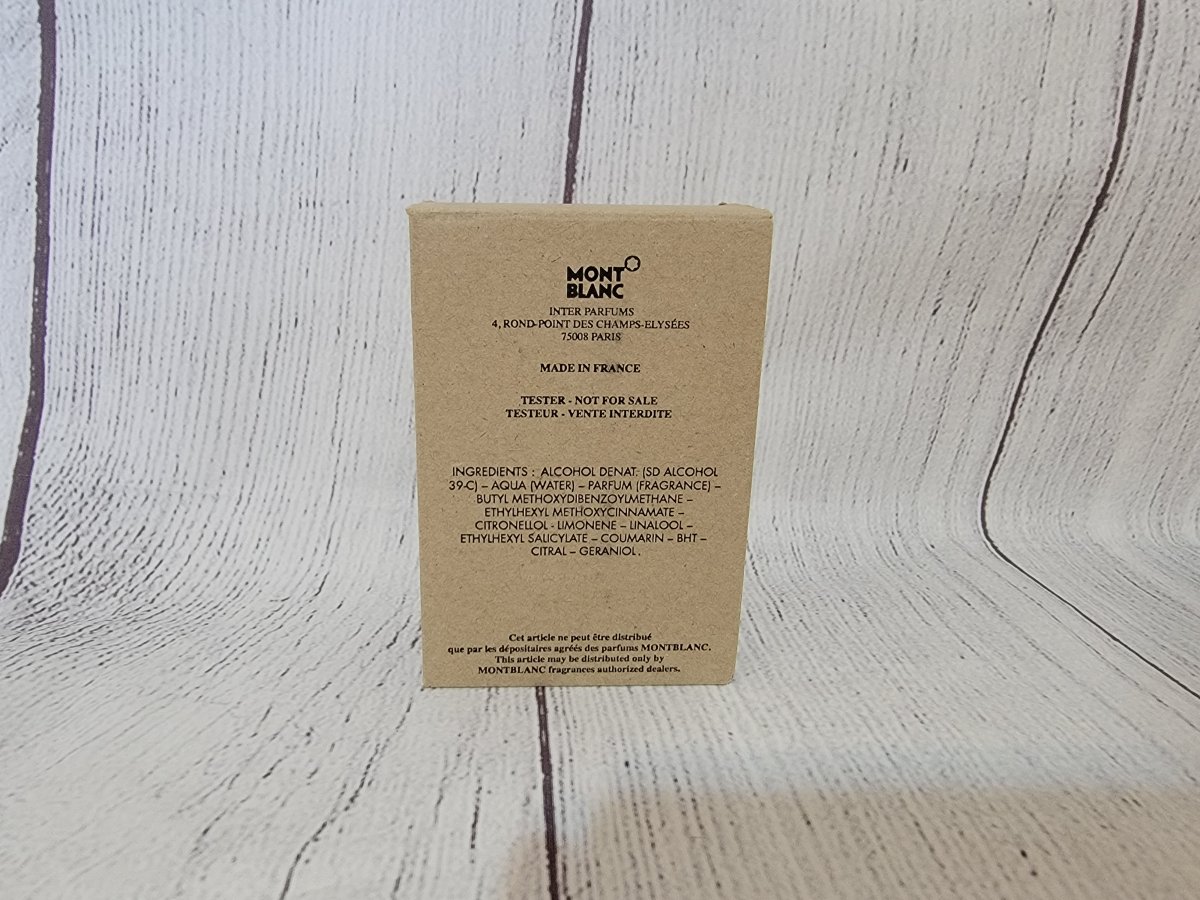 MONT
BLANC
INTER PARFUMS
4, ROND-POINT DES CHAMPS-ELYSÉES
75008 PARIS
MADE IN FRANCE
TESTER - NOT FOR SALE
TESTEUR - VENTE INTERDITE
INGREDIENTS : ALCOHOL DENAT. (SD ALCOHOL
39-C) – AQUA (WATER) – PARFUM (FRAGRANCE) –
BUTYL METHOXYDIBENZOYLMETHANE –
ETHYLHEXYL METHOXYCINNAMATE –
CITRONELLOL - LIMONENE – LINALOOL –
ETHYLHEXYL SALICYLATE – COUMARIN – BHT –
CITRAL – GERANIOL.
Cet article ne peut être distribué
que par les dépositaires agréés des parfums MONTBLANC.
This article may be distributed only by
MONTBLANC fragrances authorized dealers.